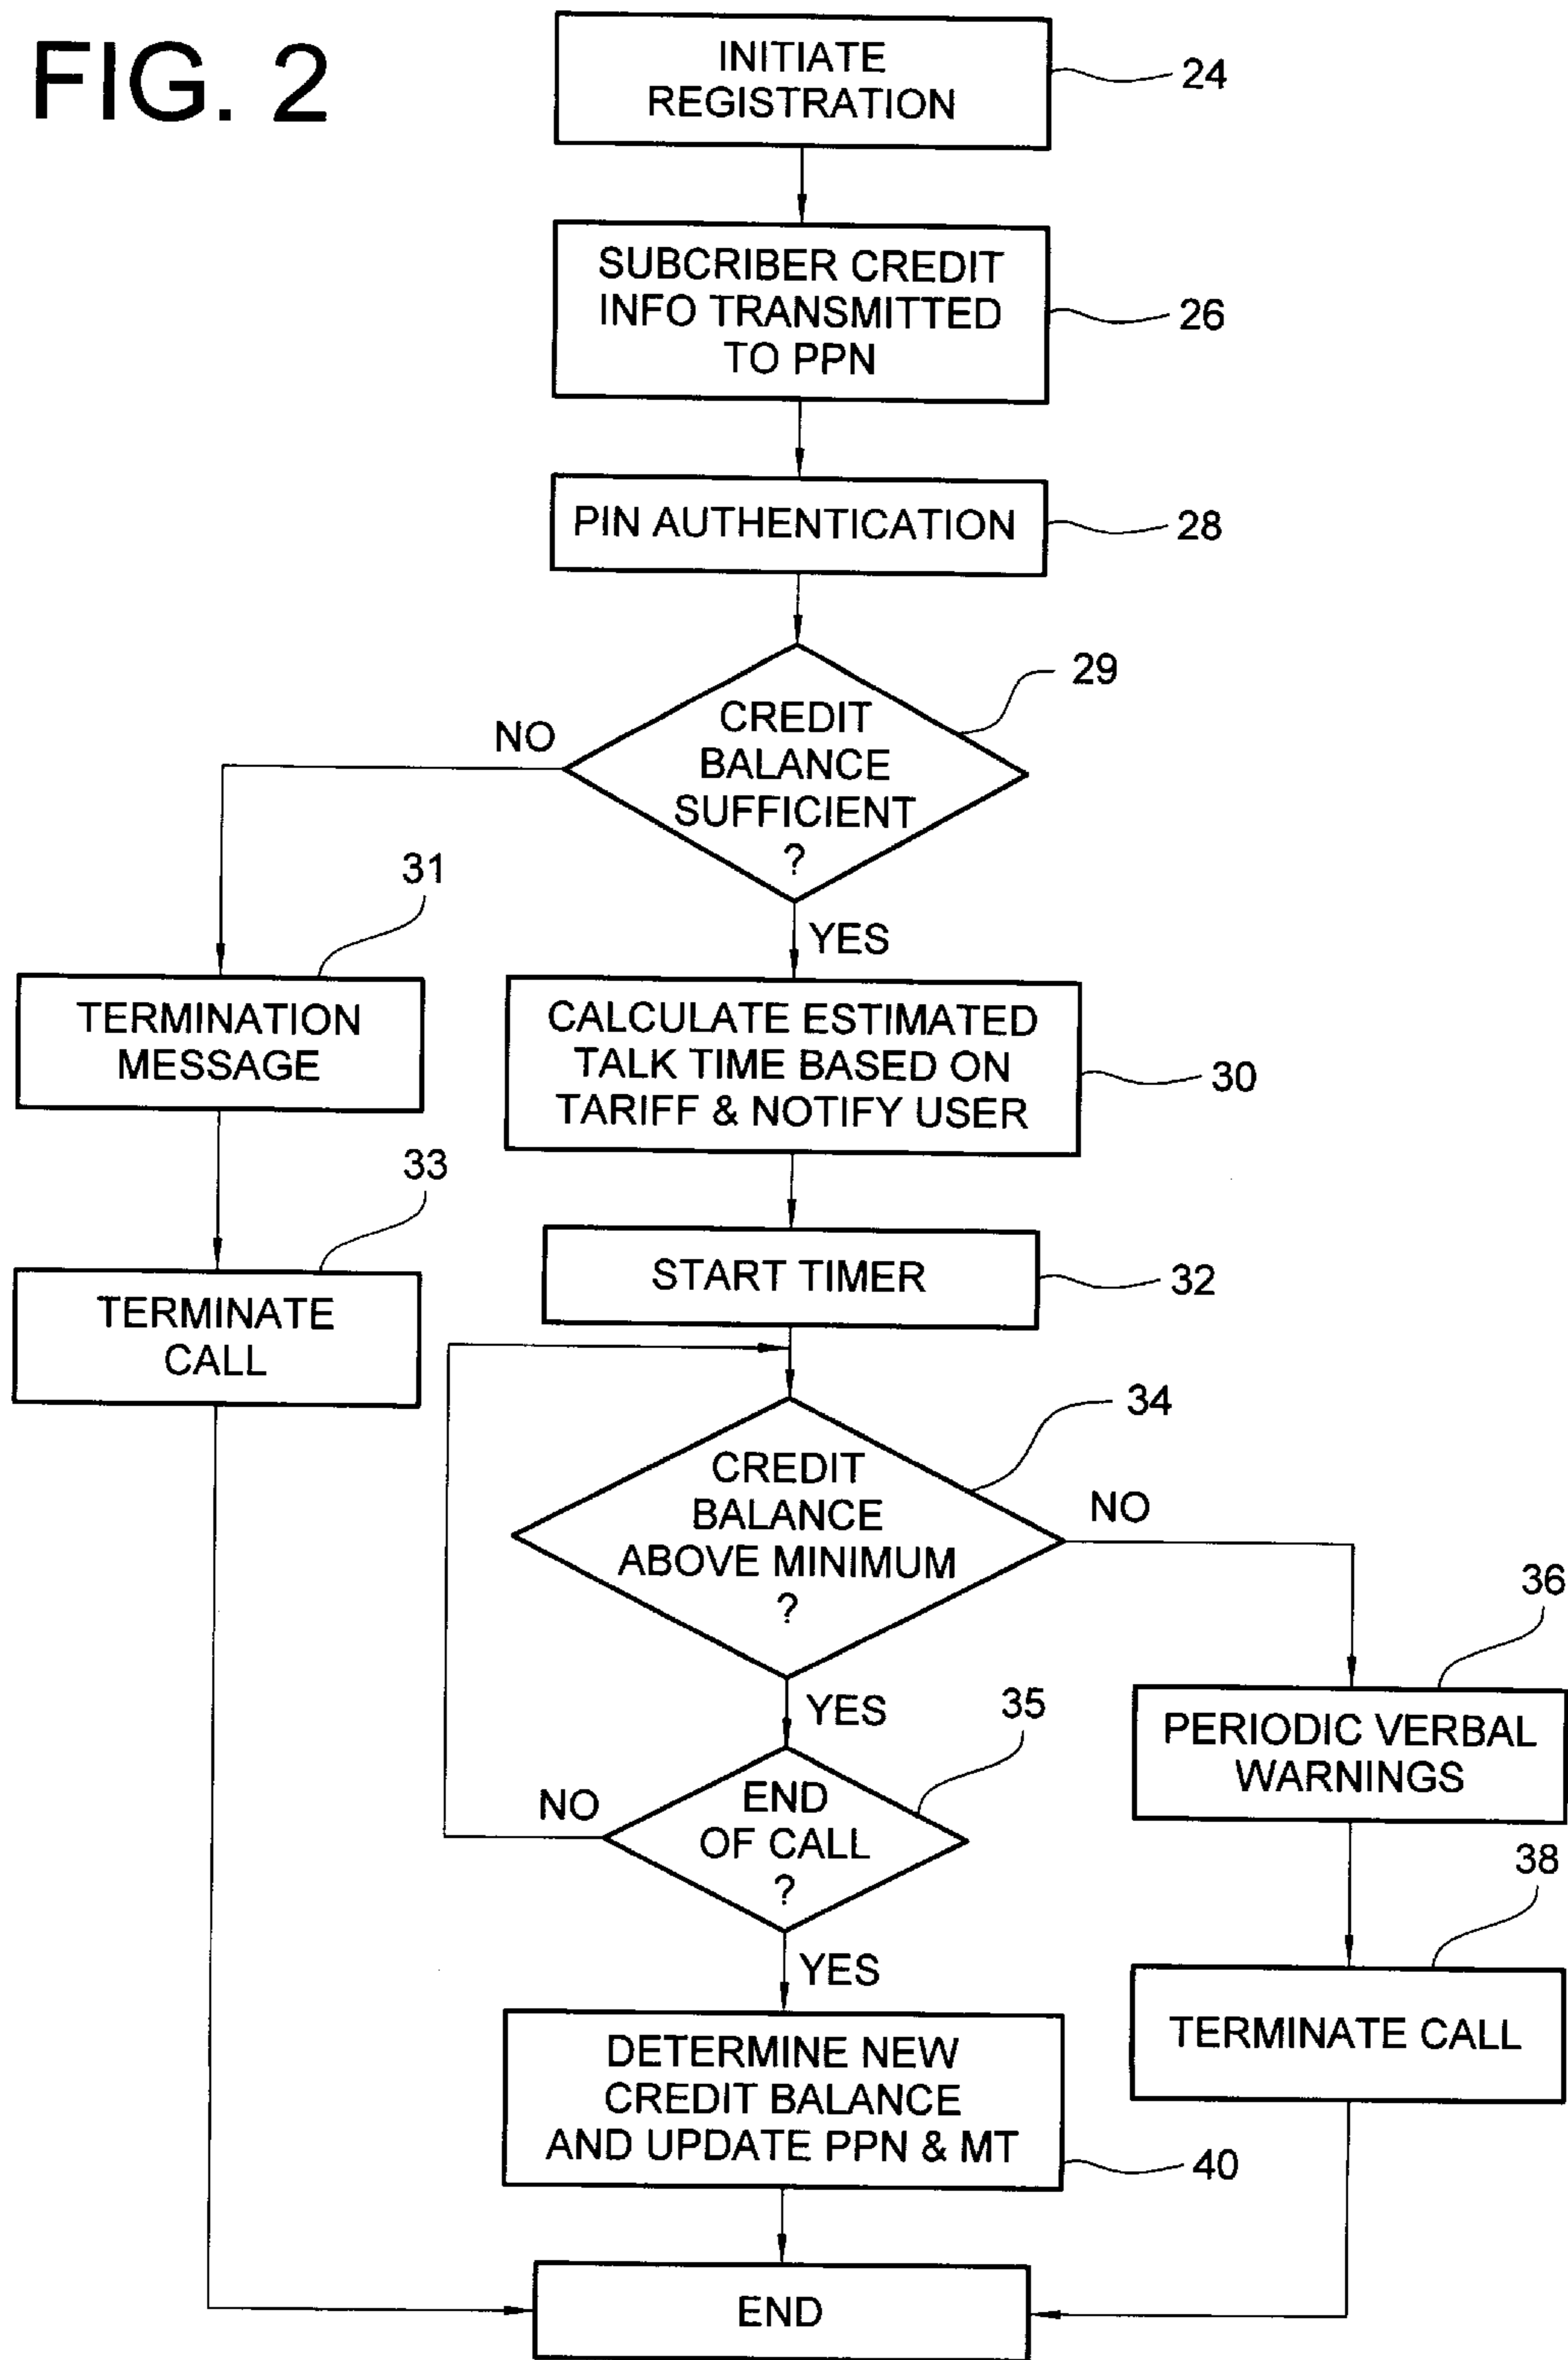 FIG. 2
INITIATE
REGISTRATION
24
SUBCRIBER CREDIT
INFO TRANSMITTED
TO PPN
26
PIN AUTHENTICATION
28
CREDIT
BALANCE
SUFFICIENT
?
29
NO
YES
31
TERMINATION
MESSAGE
CALCULATE ESTIMATED
TALK TIME BASED ON
TARIFF & NOTIFY USER
30
33
TERMINATE
CALL
START TIMER
32
CREDIT
BALANCE
ABOVE MINIMUM
?
34
NO
YES
36
PERIODIC VERBAL
WARNINGS
END
OF CALL
?
35
NO
YES
38
TERMINATE CALL
DETERMINE NEW
CREDIT BALANCE
AND UPDATE PPN & MT
40
END